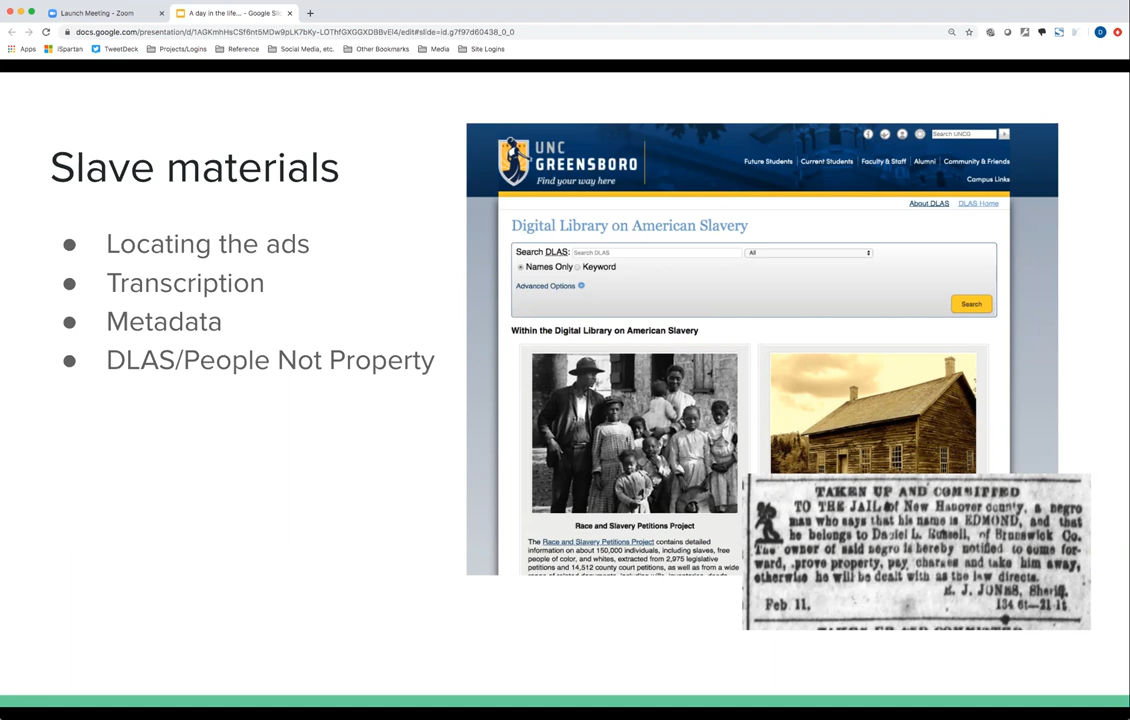 Launch Meeting - Zoom
A day in the life... - Google Sli
docs.google.com/presentation/d/1AGKmhHsCSf6nt5MDw9pLK7bKy-LOThfGXGGXDBBvEl4/edit#slide=id.g7f97d60438_0_0
Apps iSpartan TweetDeck Projects/Logins Reference Social Media, etc. Other Bookmarks Media Site Logins
Slave materials
Locating the ads
Transcription
Metadata
DLAS/People Not Property
UNC
GREENSBORO
Find your way here
Search UNCG
Future Students Current Students Faculty & Staff Alumni Community & Friends
Campus Links
About DLAS DLAS Home
Digital Library on American Slavery
Search DLAS: Search DLAS All
Names Only Keyword
Advanced Options
Search
Within the Digital Library on American Slavery
Race and Slavery Petitions Project
The Race and Slavery Petitions Project contains detailed
information on about 150,000 individuals, including slaves, free
people of color, and whites, extracted from 2,975 legislative
petitions and 14,512 county court petitions, as well as from a wide
TAKEN UP AND COMMITTED
TO THE JAIL of New Hanover county, a negro
man who says that his name is EDMOND, and that
he belongs to Daniel L. Russell, of Brunswick Co.
The owner of said negro is hereby notified to come for-
ward, prove property, pay charges and take him away,
otherwise he will be dealt with as the law directs.
E. J. JONES, Sheriff.
Feb 11. 134 6t—21-1t